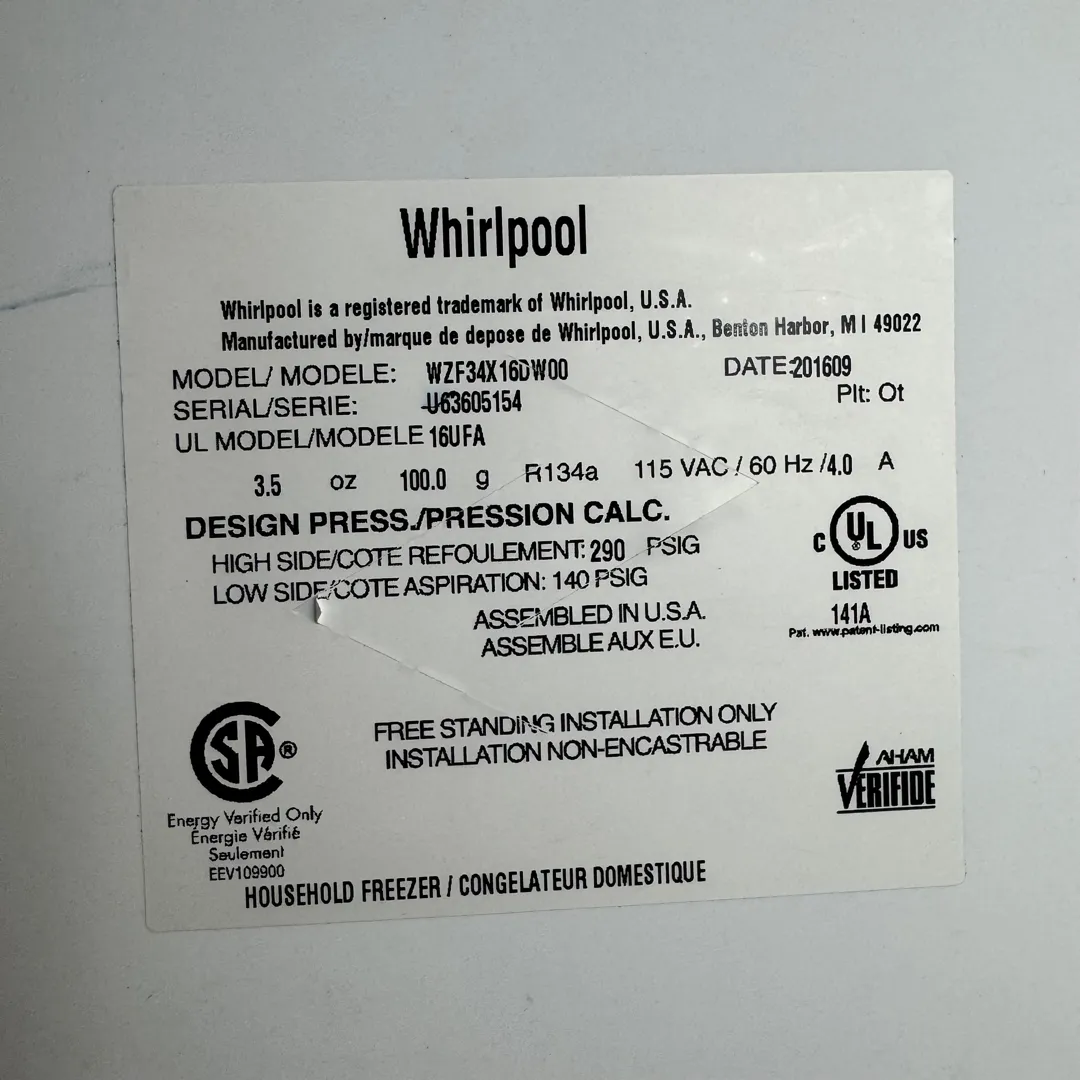 Whirlpool
Whirlpool is a registered trademark of Whirlpool, U.S.A.
Manufactured by/marque de depose de Whirlpool, U.S.A., Benton Harbor, M I 49022
MODEL/ MODELE: WZF34X16DW00 DATE:201609
SERIAL/SERIE: U63605154 Plt: Ot
UL MODEL/MODELE 16UFA
3.5 oz 100.0 g R134a 115 VAC / 60 Hz /4.0 A
DESIGN PRESS./PRESSION CALC.
HIGH SIDE/COTE REFOULEMENT: 290 PSIG
LOW SIDE/COTE ASPIRATION: 140 PSIG
C UL US
LISTED
141A
Pat. www.patent-listing.com
ASSEMBLED IN U.S.A.
ASSEMBLE AUX E.U.
FREE STANDING INSTALLATION ONLY
INSTALLATION NON-ENCASTRABLE
SA®
Energy Verified Only
Énergie Vérifié
Seulement
EEV109900
AHAM
VERIFIDE
HOUSEHOLD FREEZER / CONGELATEUR DOMESTIQUE